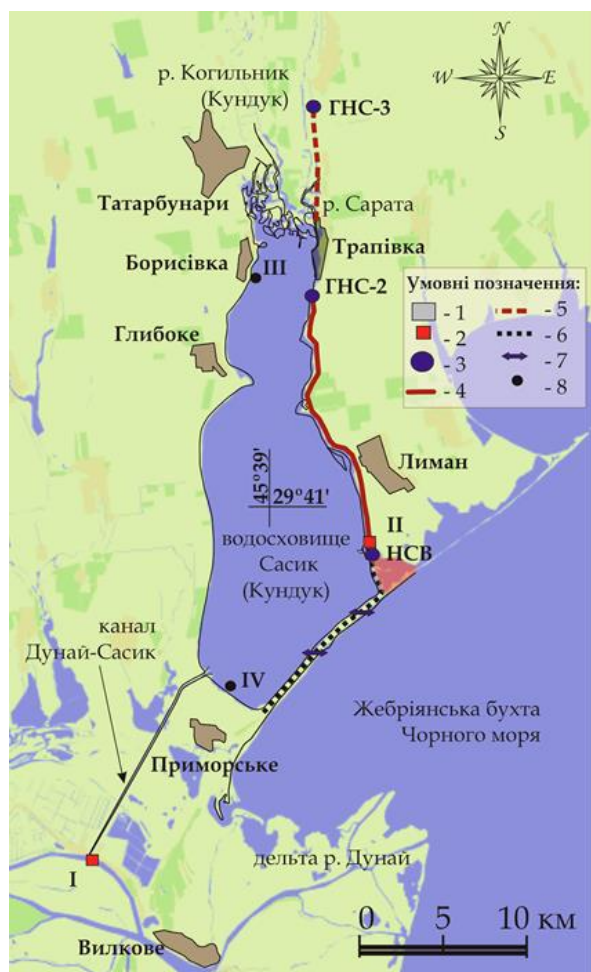 N
W
E
S
р. Когильник
(Кундук)
ГНС-3
Татарбунари
р. Сарата
Трапівка
Борисівка
III
ГНС-2
Умовні позначення:
- 1
- 5
- 2
- 6
- 3
- 7
- 4
- 8
Глибоке
Лиман
45°39'
29°41'
II
НСВ
водосховище
Сасик
(Кундук)
канал
Дунай-Сасик
IV
Жебріянська бухта
Чорного моря
Приморське
дельта р. Дунай
I
Вилкове
0 5 10 км